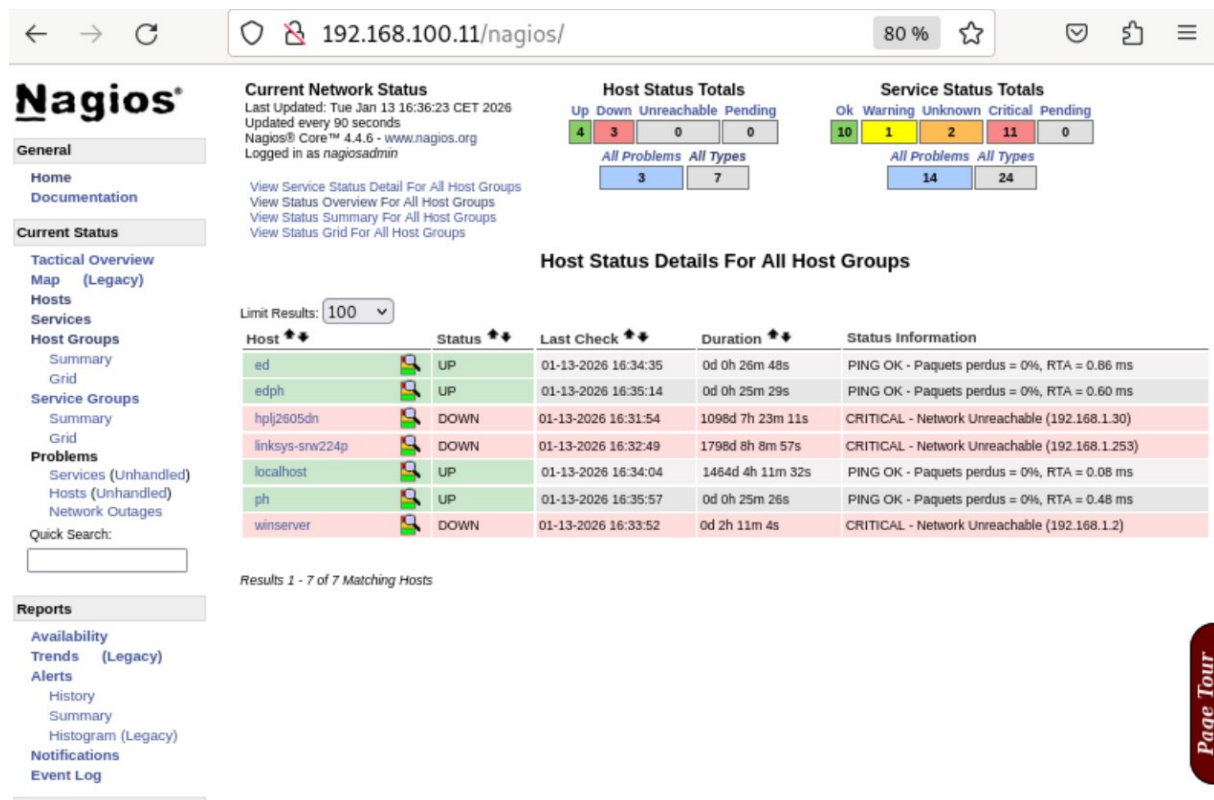 192.168.100.11/nagios/ 80 %
Nagios®
General
Home
Documentation
Current Status
Tactical Overview
Map (Legacy)
Hosts
Services
Host Groups
Summary
Grid
Service Groups
Summary
Grid
Problems
Services (Unhandled)
Hosts (Unhandled)
Network Outages
Quick Search:
Reports
Availability
Trends (Legacy)
Alerts
History
Summary
Histogram (Legacy)
Notifications
Event Log
Current Network Status
Last Updated: Tue Jan 13 16:36:23 CET 2026
Updated every 90 seconds
Nagios® Core™ 4.4.6 - www.nagios.org
Logged in as nagiosadmin
View Service Status Detail For All Host Groups
View Status Overview For All Host Groups
View Status Summary For All Host Groups
View Status Grid For All Host Groups
Host Status Totals
Up Down Unreachable Pending
4 3 0 0
All Problems All Types
3 7
Service Status Totals
Ok Warning Unknown Critical Pending
10 1 2 11 0
All Problems All Types
14 24
Host Status Details For All Host Groups
Limit Results: 100
Host Status Last Check Duration Status Information
ed UP 01-13-2026 16:34:35 0d 0h 26m 48s PING OK - Paquets perdus = 0%, RTA = 0.86 ms
edph UP 01-13-2026 16:35:14 0d 0h 25m 29s PING OK - Paquets perdus = 0%, RTA = 0.60 ms
hplj2605dn DOWN 01-13-2026 16:31:54 1098d 7h 23m 11s CRITICAL - Network Unreachable (192.168.1.30)
linksys-srw224p DOWN 01-13-2026 16:32:49 1798d 8h 8m 57s CRITICAL - Network Unreachable (192.168.1.253)
localhost UP 01-13-2026 16:34:04 1464d 4h 11m 32s PING OK - Paquets perdus = 0%, RTA = 0.08 ms
ph UP 01-13-2026 16:35:57 0d 0h 25m 26s PING OK - Paquets perdus = 0%, RTA = 0.48 ms
winserver DOWN 01-13-2026 16:33:52 0d 2h 11m 4s CRITICAL - Network Unreachable (192.168.1.2)
Results 1 - 7 of 7 Matching Hosts
Page Tour